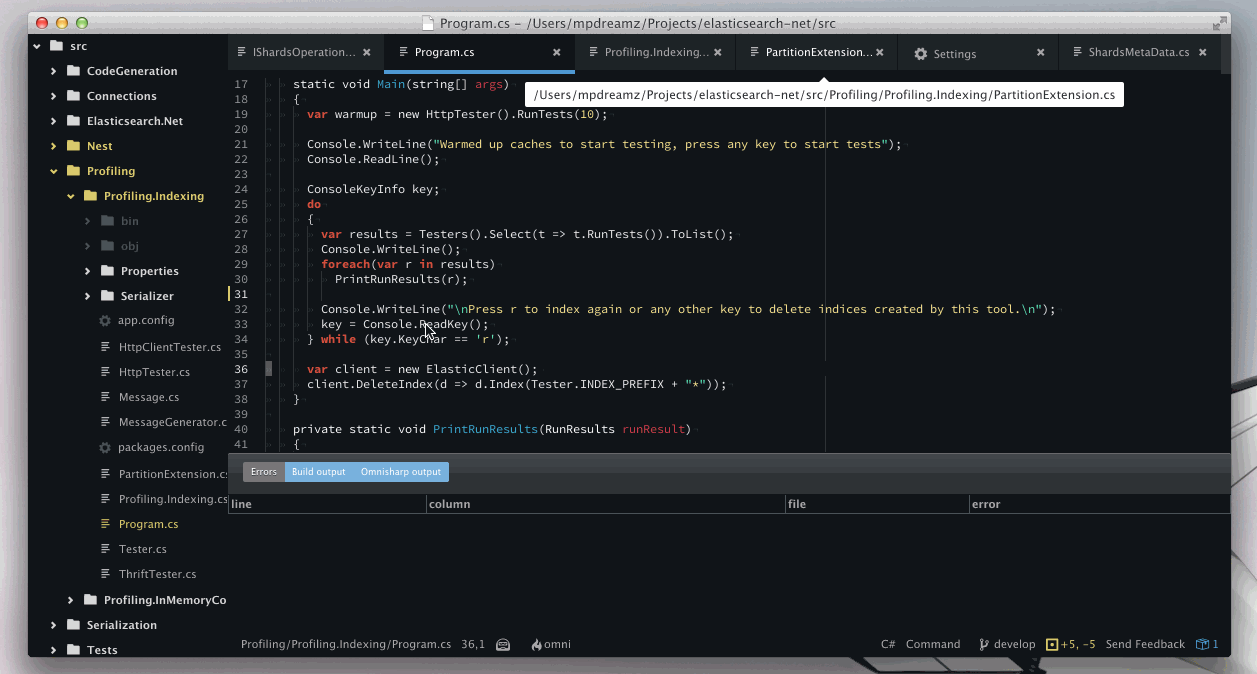 Program.cs – /Users/mpdreamz/Projects/elasticsearch-net/src
src
CodeGeneration
Connections
Elasticsearch.Net
Nest
Profiling
Profiling.Indexing
bin
obj
Properties
Serializer
app.config
HttpClientTester.cs
HttpTester.cs
Message.cs
MessageGenerator.c
packages.config
PartitionExtension.c
Profiling.Indexing.cs
Program.cs
Tester.cs
ThriftTester.cs
Profiling.InMemoryCo
Serialization
Tests
IShardsOperation... × Program.cs × Profiling.Indexing... × PartitionExtension... × Settings × ShardsMetaData.cs ×
/Users/mpdreamz/Projects/elasticsearch-net/src/Profiling/Profiling.Indexing/PartitionExtension.cs
17 static void Main(string[] args)
18 {
19 var warmup = new HttpTester().RunTests(10);
20
21 Console.WriteLine("Warmed up caches to start testing, press any key to start tests");
22 Console.ReadLine();
23
24 ConsoleKeyInfo key;
25 do
26 {
27 var results = Testers().Select(t => t.RunTests()).ToList();
28 Console.WriteLine();
29 foreach(var r in results)
30 PrintRunResults(r);
31
32 Console.WriteLine("\nPress r to index again or any other key to delete indices created by this tool.\n");
33 key = Console.ReadKey();
34 } while (key.KeyChar == 'r');
35
36 var client = new ElasticClient();
37 client.DeleteIndex(d => d.Index(Tester.INDEX_PREFIX + "*"));
38 }
39
40 private static void PrintRunResults(RunResults runResult)
41 {
Errors Build output Omnisharp output
line column file error
Profiling/Profiling.Indexing/Program.cs 36,1 omni C# Command develop +5, -5 Send Feedback 1